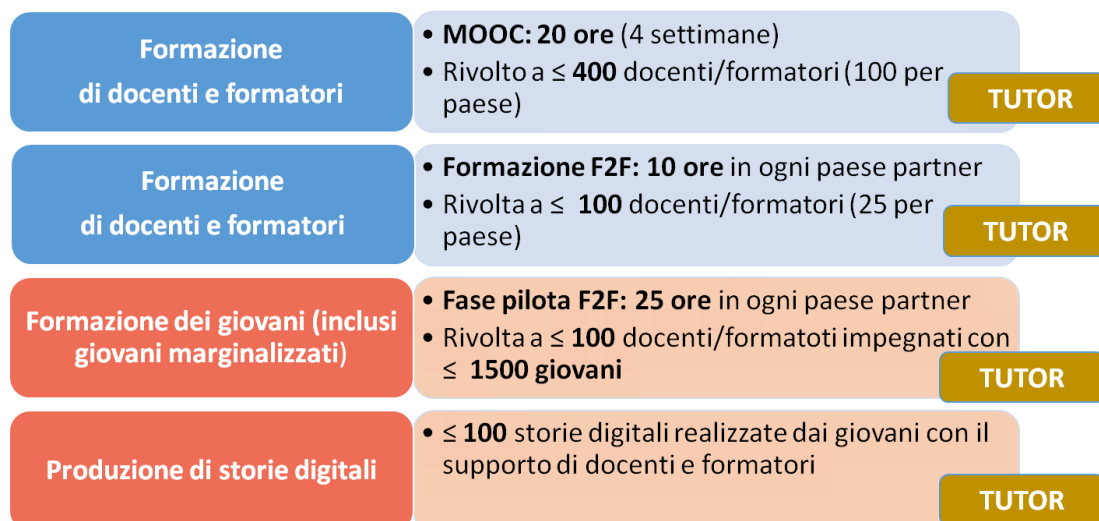 Formazione
di docenti e formatori
• MOOC: 20 ore (4 settimane)
• Rivolto a ≤ 400 docenti/formatori (100 per
paese)
TUTOR
Formazione
di docenti e formatori
• Formazione F2F: 10 ore in ogni paese partner
• Rivolta a ≤ 100 docenti/formatori (25 per
paese)
TUTOR
Formazione dei giovani (inclusi
giovani marginalizzati)
• Fase pilota F2F: 25 ore in ogni paese partner
• Rivolta a ≤ 100 docenti/formatoti impegnati con
≤ 1500 giovani
TUTOR
Produzione di storie digitali
• ≤ 100 storie digitali realizzate dai giovani con il
supporto di docenti e formatori
TUTOR